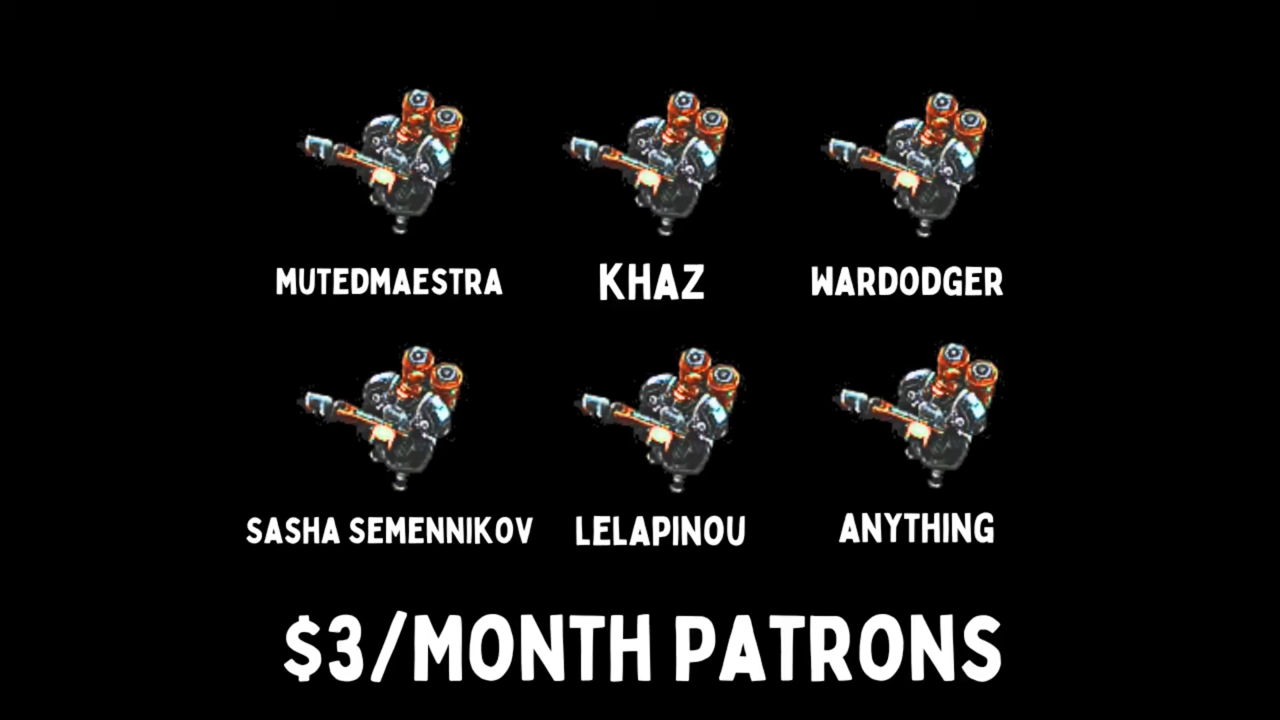 MUTEDMAESTRA
KHAZ
WARDODGER
SASHA SEMENNIKOV
LELAPINOU
ANYTHING
$3/MONTH PATRONS